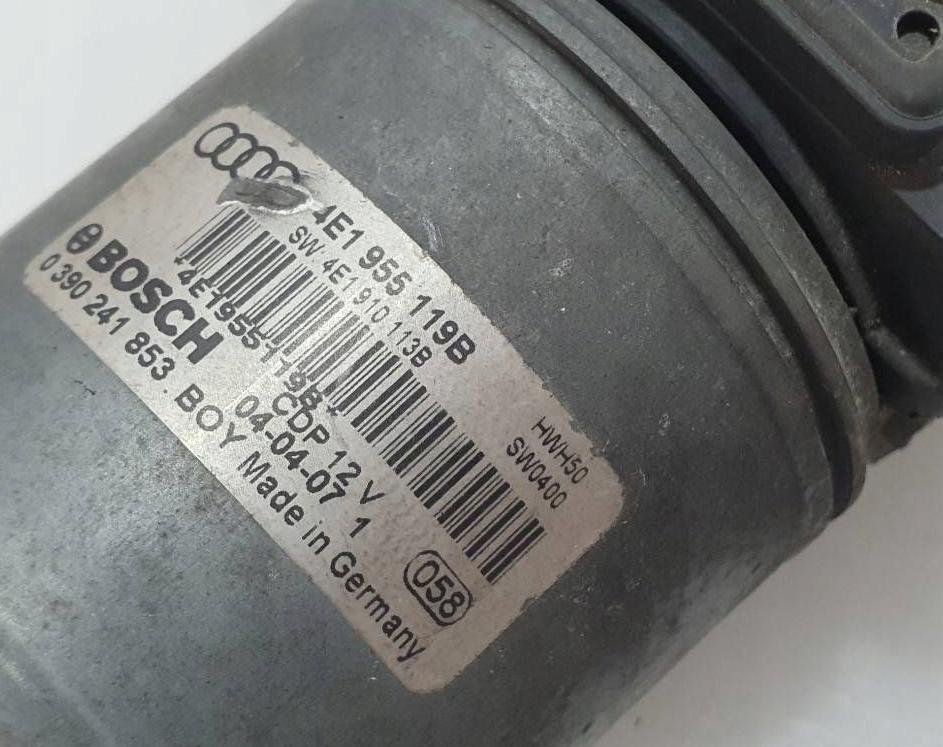 4E1 955 119B
SW 4E1 910 113B
HWH50
SW0400
*4E1955119B*
BOSCH
CDP 12 V
0 390 241 853. BOY
04-04-07 1
Made in Germany
058